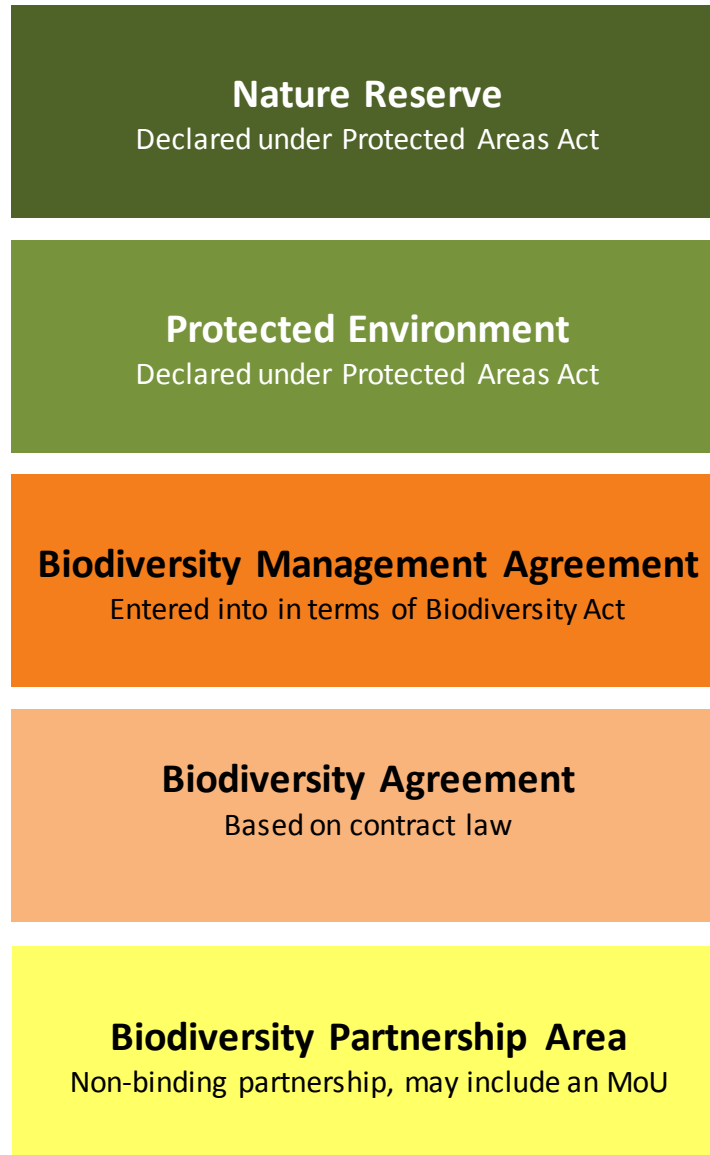 Nature Reserve
Declared under Protected Areas Act
Protected Environment
Declared under Protected Areas Act
Biodiversity Management Agreement
Entered into in terms of Biodiversity Act
Biodiversity Agreement
Based on contract law
Biodiversity Partnership Area
Non-binding partnership, may include an MoU